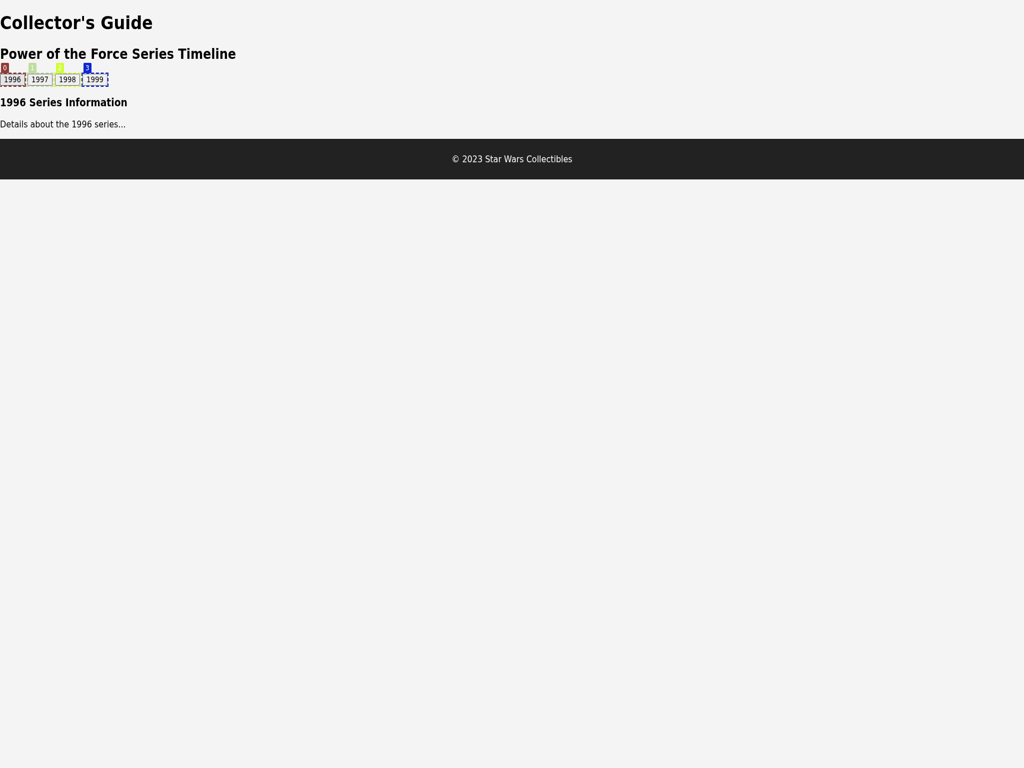 Collector's Guide
Power of the Force Series Timeline
0 1 2 3
1996 1997 1998 1999
1996 Series Information
Details about the 1996 series...
© 2023 Star Wars Collectibles